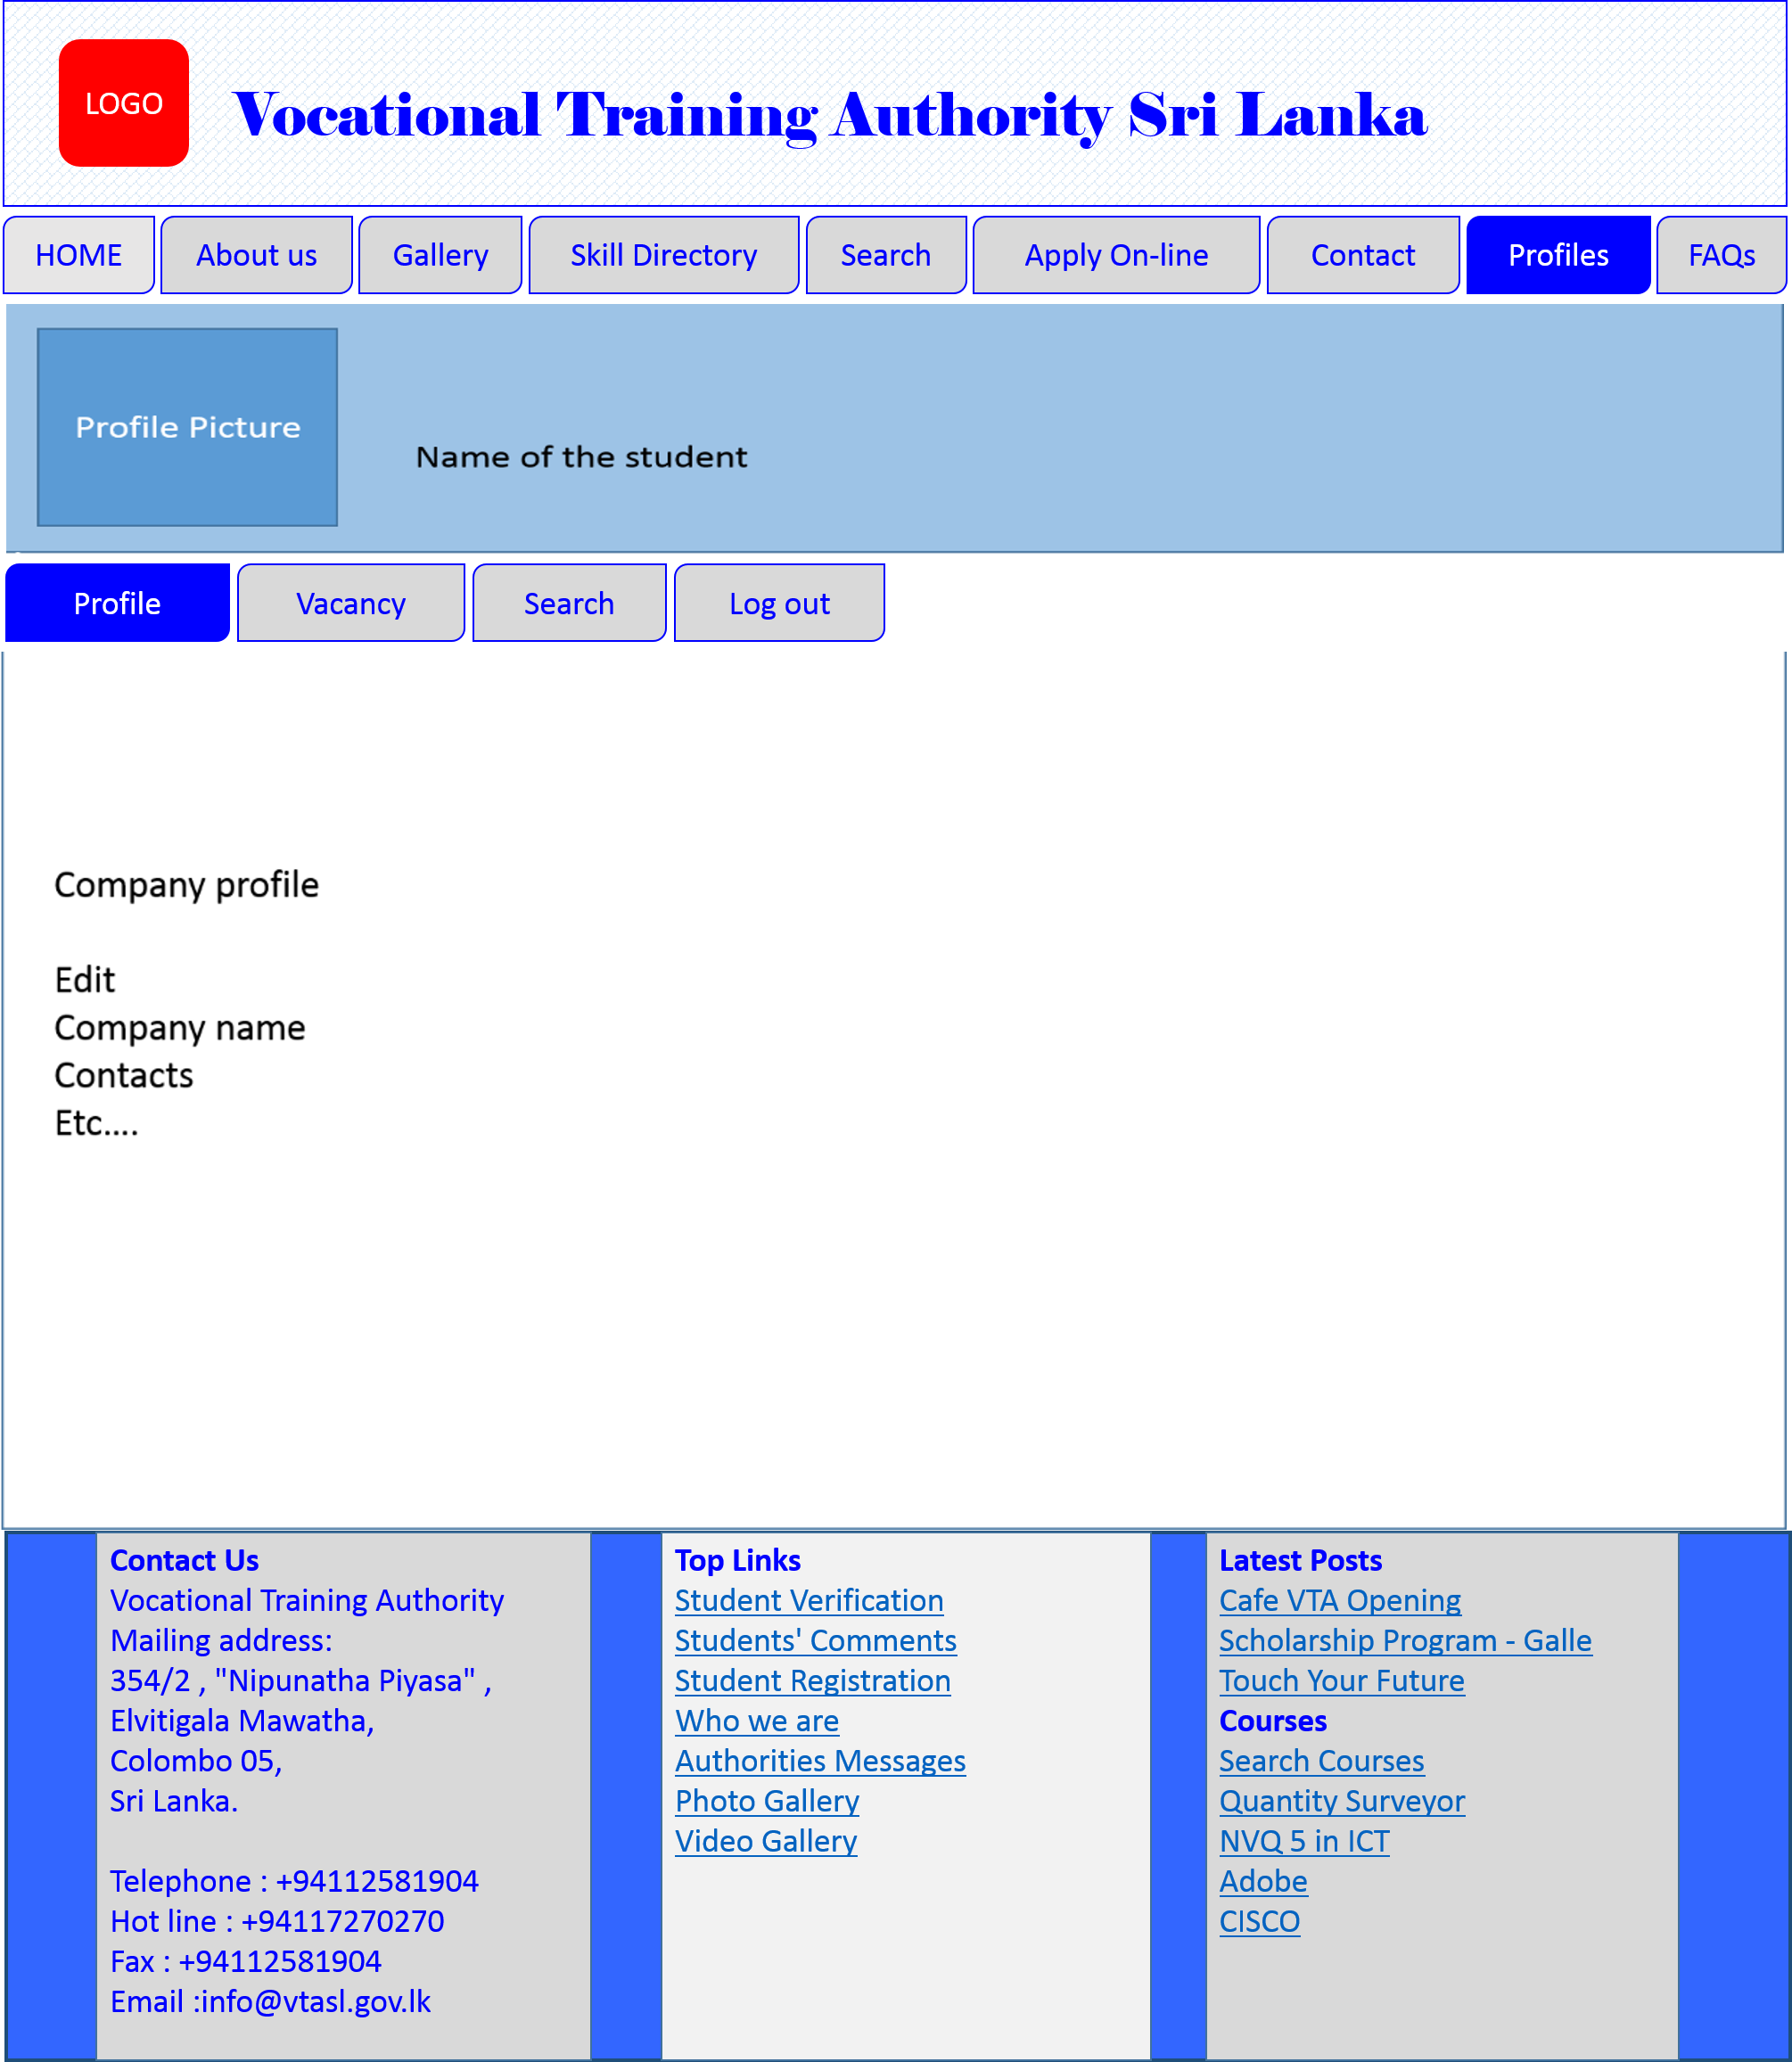 LOGO
Vocational Training Authority Sri Lanka
HOME
About us
Gallery
Skill Directory
Search
Apply On-line
Contact
Profiles
FAQs
Profile Picture
Name of the student
Profile
Vacancy
Search
Log out
Company profile
Edit
Company name
Contacts
Etc....
Contact Us
Vocational Training Authority
Mailing address:
354/2 , "Nipunatha Piyasa" ,
Elvitigala Mawatha,
Colombo 05,
Sri Lanka.
Telephone : +94112581904
Hot line : +94117270270
Fax : +94112581904
Email :info@vtasl.gov.lk
Top Links
Student Verification
Students' Comments
Student Registration
Who we are
Authorities Messages
Photo Gallery
Video Gallery
Latest Posts
Cafe VTA Opening
Scholarship Program - Galle
Touch Your Future
Courses
Search Courses
Quantity Surveyor
NVQ 5 in ICT
Adobe
CISCO